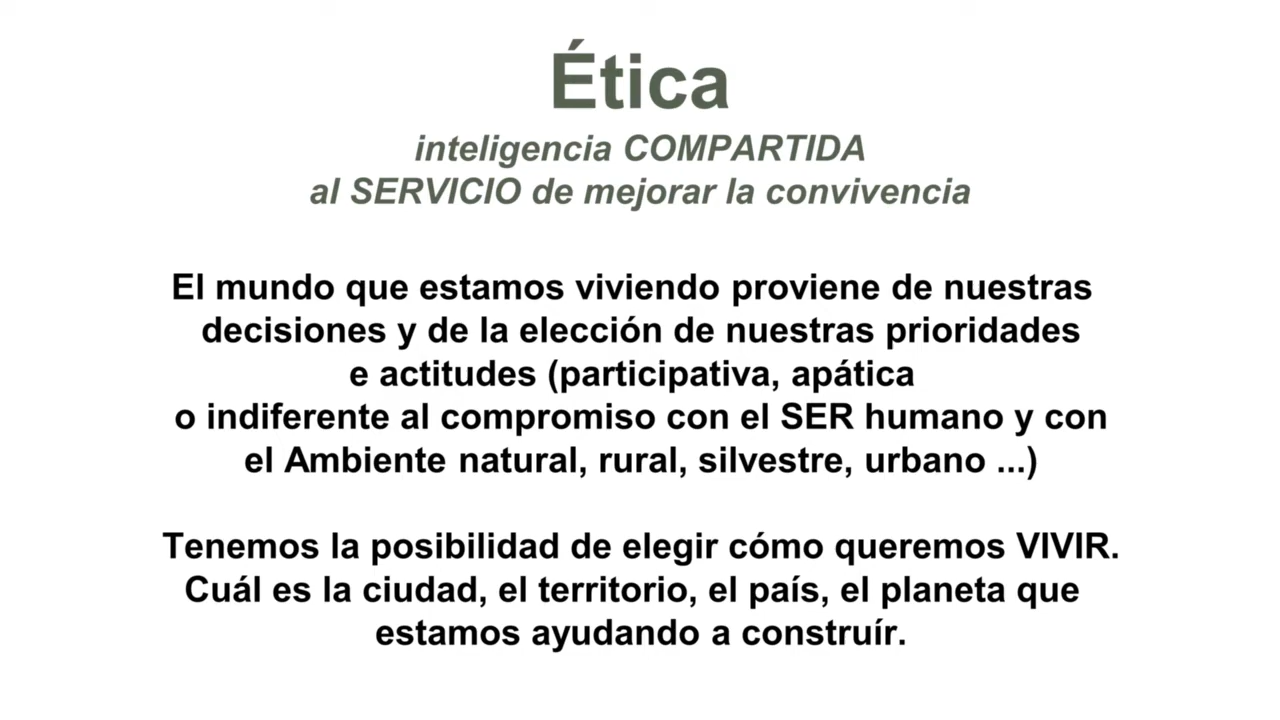 Ética
inteligencia COMPARTIDA
al SERVICIO de mejorar la convivencia
El mundo que estamos viviendo proviene de nuestras
decisiones y de la elección de nuestras prioridades
e actitudes (participativa, apática
o indiferente al compromiso con el SER humano y con
el Ambiente natural, rural, silvestre, urbano ...)
Tenemos la posibilidad de elegir cómo queremos VIVIR.
Cuál es la ciudad, el territorio, el país, el planeta que
estamos ayudando a construír.